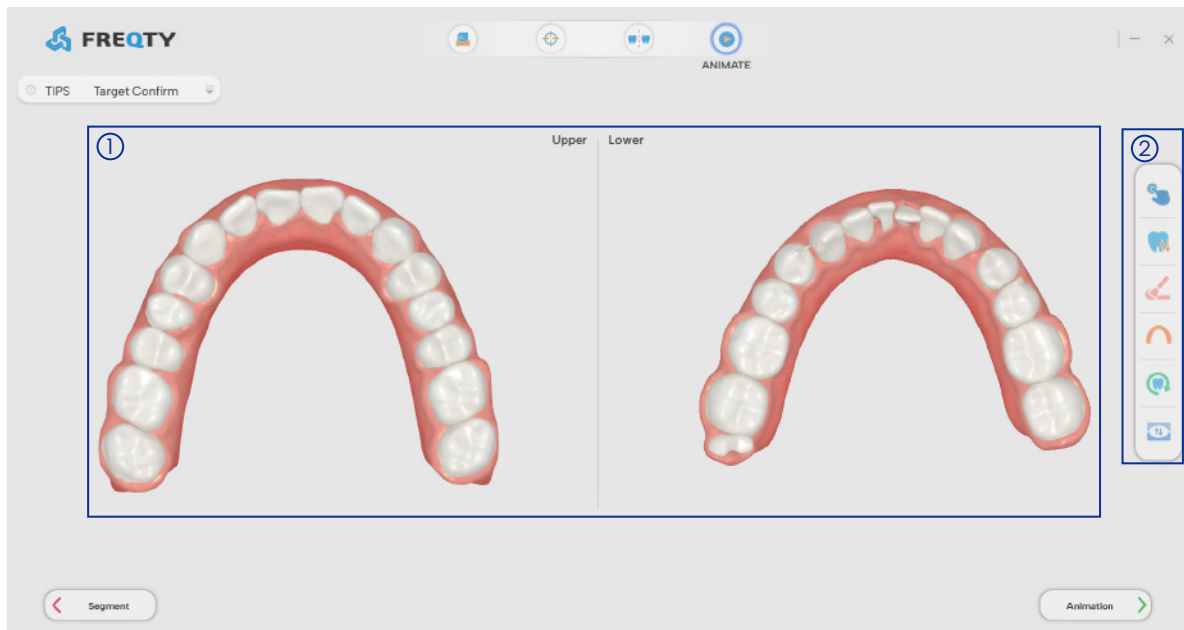 FREQTY
ANIMATE
TIPS Target Confirm
① Upper Lower ②
Segment Animation